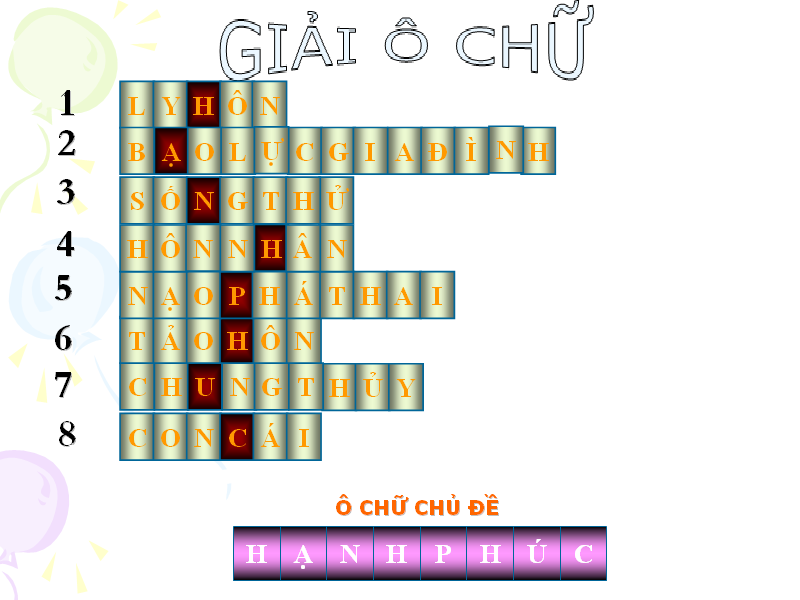 GIẢI Ô CHỮ
1 LYHÔN
2 BẠOLỰCGIAĐÌNH
3 SỐNGTHỦ
4 HÔNNHÂN
5 NẠOPHÁTHAI
6 TẢOHÔN
7 CHUNGTHỦY
8 CONCÁI
Ô CHỮ CHỦ ĐỀ
HẠNHPHÚC